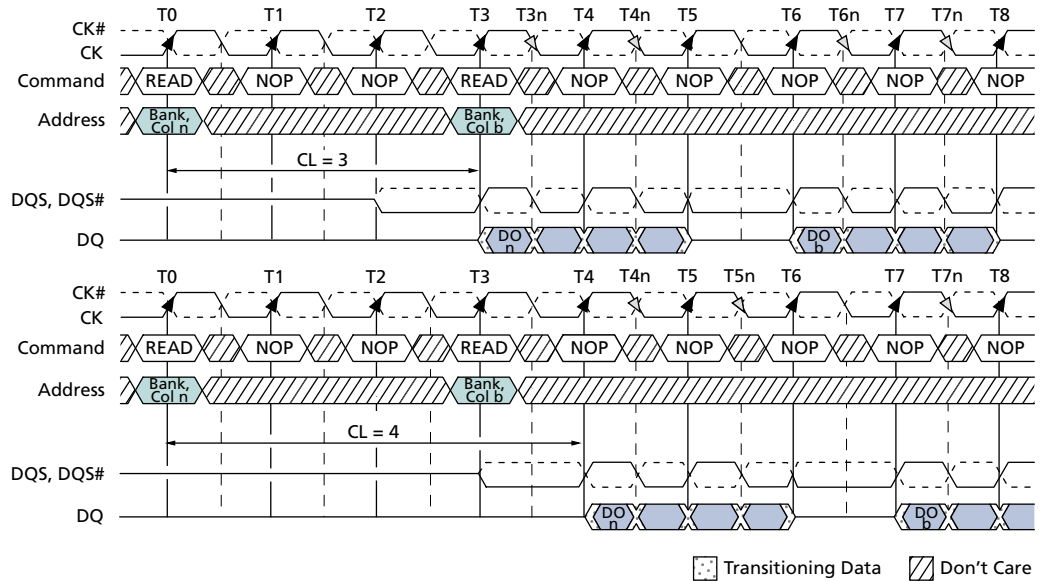 T0 T1 T2 T3 T3n T4 T4n T5 T6 T6n T7 T7n T8
CK#
CK
Command READ NOP NOP READ NOP NOP NOP NOP NOP
Address Bank, Col n Bank, Col b
CL = 3
DQS, DQS#
DQ DO n DO b
T0 T1 T2 T3 T4 T4n T5 T5n T6 T7 T7n T8
CK#
CK
Command READ NOP NOP READ NOP NOP NOP NOP NOP
Address Bank, Col n Bank, Col b
CL = 4
DQS, DQS#
DQ DO n DO b
Transitioning Data Don't Care